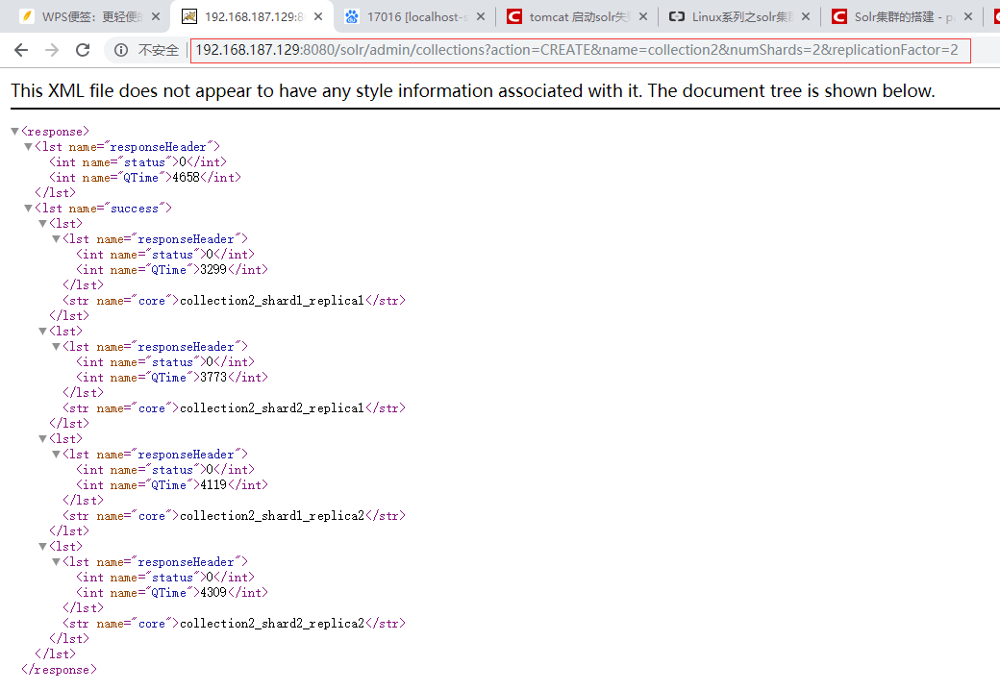 WPS便签：更轻便的
192.168.187.129:8
17016 [localhost-s
tomcat 启动solr失
Linux系列之solr集
Solr集群的搭建 - p
不安全
192.168.187.129:8080/solr/admin/collections?action=CREATE&name=collection2&numShards=2&replicationFactor=2
This XML file does not appear to have any style information associated with it. The document tree is shown below.
▼<response>
▼<lst name="responseHeader">
<int name="status">0</int>
<int name="QTime">4658</int>
</lst>
▼<lst name="success">
▼<lst>
▼<lst name="responseHeader">
<int name="status">0</int>
<int name="QTime">3299</int>
</lst>
<str name="core">collection2_shard1_replica1</str>
</lst>
▼<lst>
▼<lst name="responseHeader">
<int name="status">0</int>
<int name="QTime">3773</int>
</lst>
<str name="core">collection2_shard2_replica1</str>
</lst>
▼<lst>
▼<lst name="responseHeader">
<int name="status">0</int>
<int name="QTime">4119</int>
</lst>
<str name="core">collection2_shard1_replica2</str>
</lst>
▼<lst>
▼<lst name="responseHeader">
<int name="status">0</int>
<int name="QTime">4309</int>
</lst>
<str name="core">collection2_shard2_replica2</str>
</lst>
</lst>
</response>